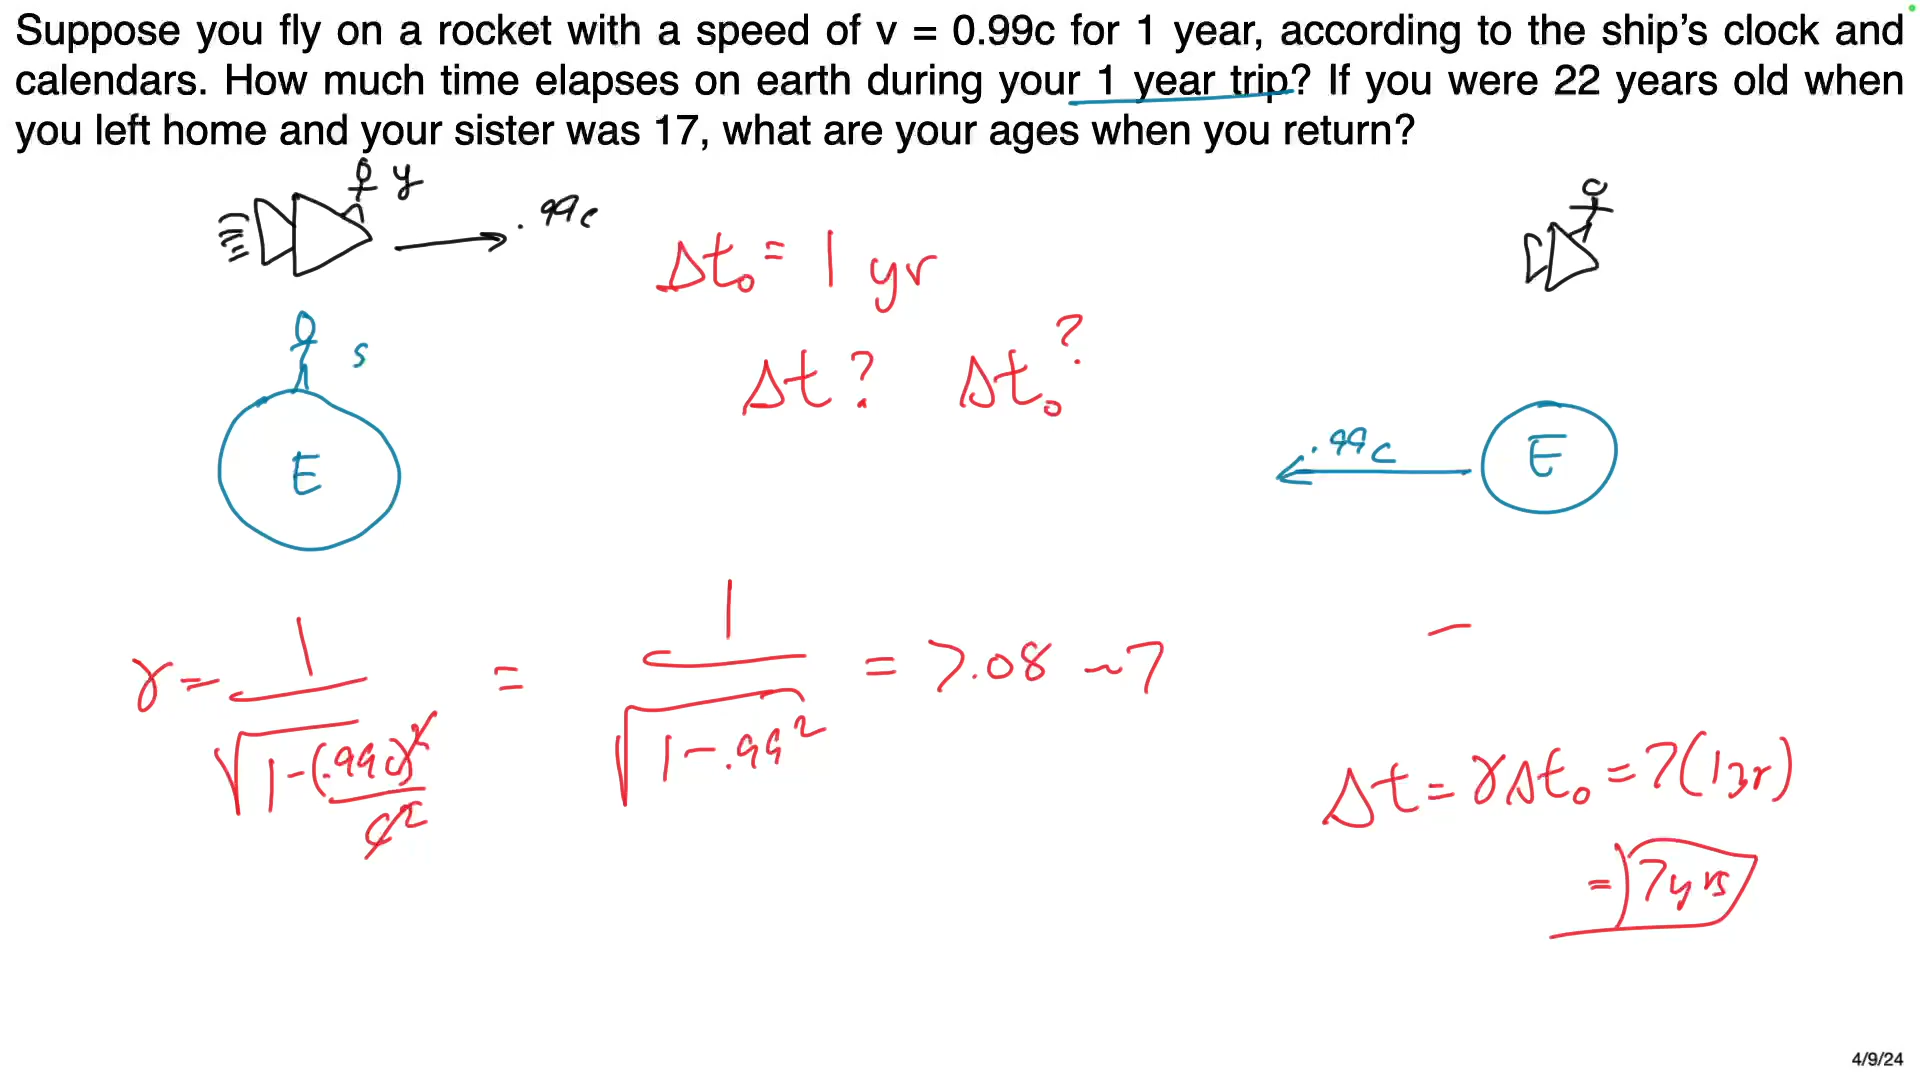 Suppose you fly on a rocket with a speed of v = 0.99c for 1 year, according to the ship’s clock and
calendars. How much time elapses on earth during your 1 year trip? If you were 22 years old when
you left home and your sister was 17, what are your ages when you return?
y
.99c
Δt₀ = 1 yr
s
Δt? Δt₀?
E
.99c
E
γ = 1/√(1-(.99c)²/c²) = 1/√(1-.99²) = 7.08 ~7
Δt = γΔt₀ = 7(1yr)
= 7yrs
4/9/24